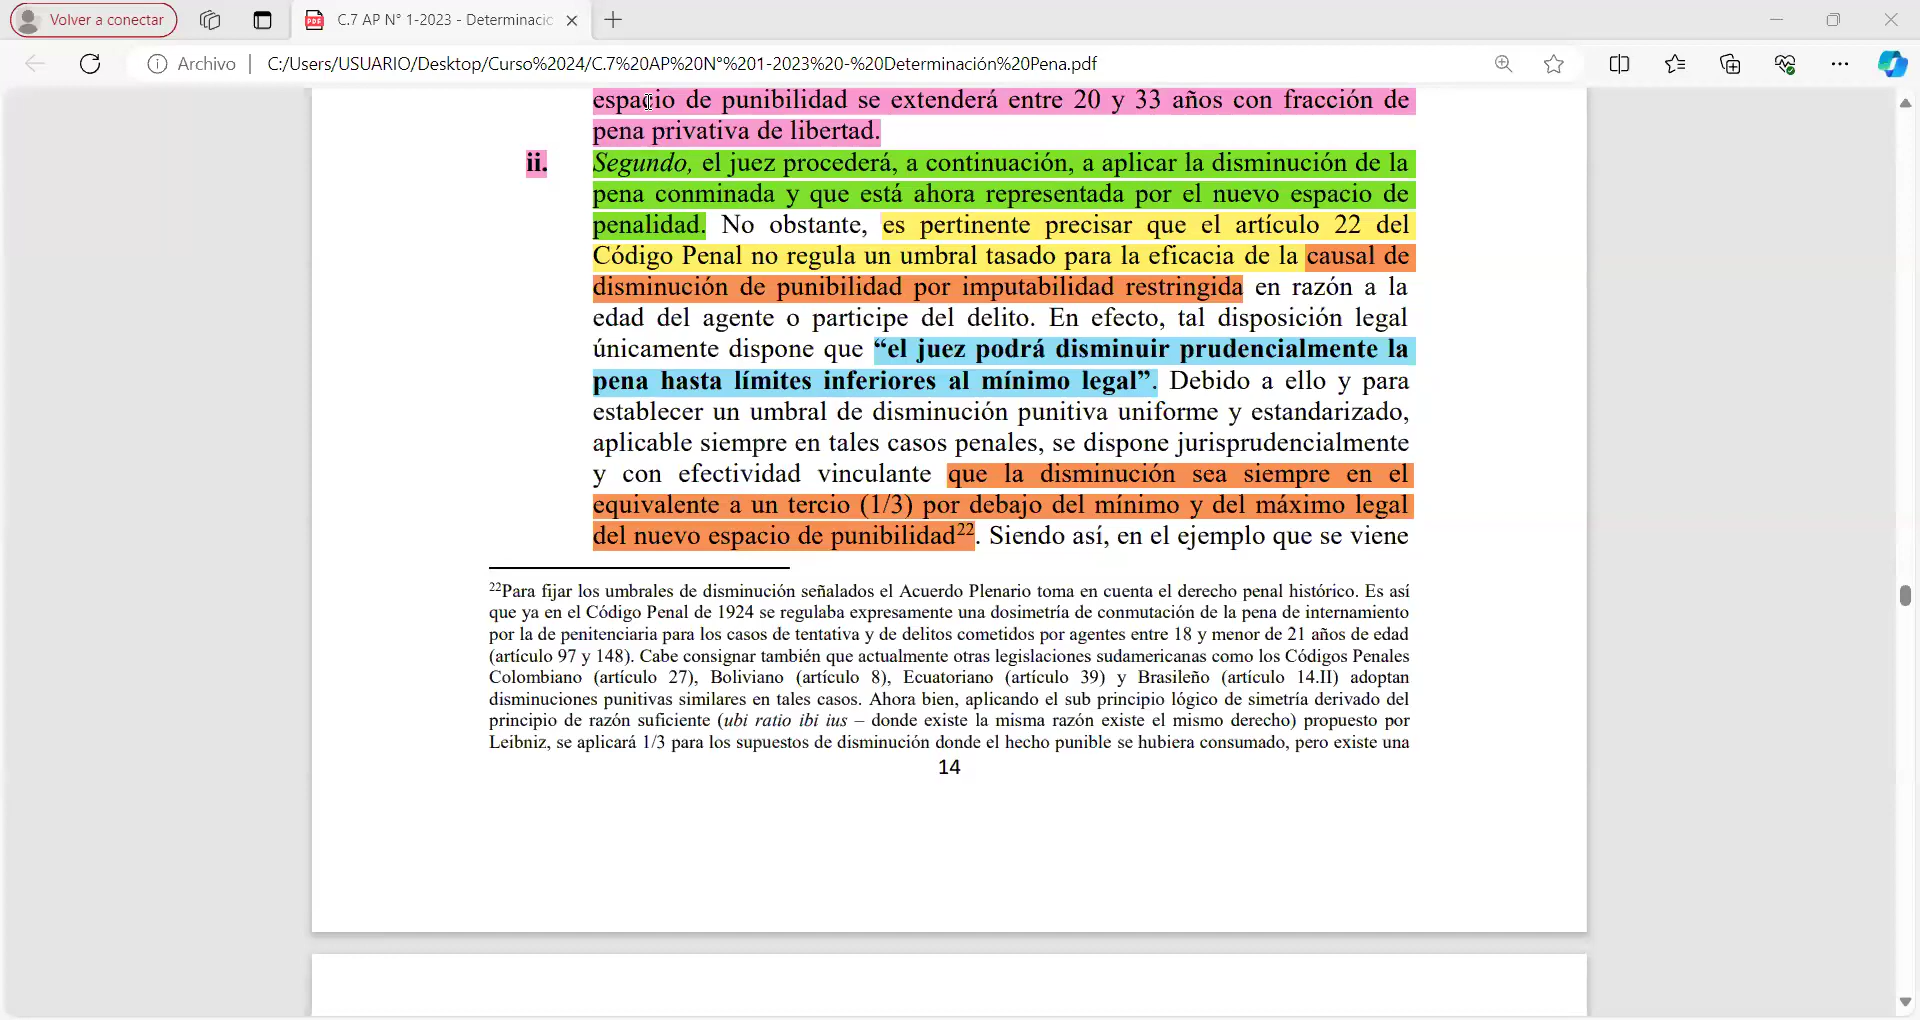 Volver a conectar
C.7 AP N° 1-2023 - Determinació
Archivo
C:/Users/USUARIO/Desktop/Curso%2024/C.7%20AP%20N°%201-2023%20-%20Determinación%20Pena.pdf
espacio de punibilidad se extenderá entre 20 y 33 años con fracción de
pena privativa de libertad.
ii. Segundo, el juez procederá, a continuación, a aplicar la disminución de la
pena conminada y que está ahora representada por el nuevo espacio de
penalidad. No obstante, es pertinente precisar que el artículo 22 del
Código Penal no regula un umbral tasado para la eficacia de la causal de
disminución de punibilidad por imputabilidad restringida en razón a la
edad del agente o participe del delito. En efecto, tal disposición legal
únicamente dispone que “el juez podrá disminuir prudencialmente la
pena hasta límites inferiores al mínimo legal”. Debido a ello y para
establecer un umbral de disminución punitiva uniforme y estandarizado,
aplicable siempre en tales casos penales, se dispone jurisprudencialmente
y con efectividad vinculante que la disminución sea siempre en el
equivalente a un tercio (1/3) por debajo del mínimo y del máximo legal
del nuevo espacio de punibilidad22. Siendo así, en el ejemplo que se viene
22Para fijar los umbrales de disminución señalados el Acuerdo Plenario toma en cuenta el derecho penal histórico. Es así
que ya en el Código Penal de 1924 se regulaba expresamente una dosimetría de conmutación de la pena de internamiento
por la de penitenciaria para los casos de tentativa y de delitos cometidos por agentes entre 18 y menor de 21 años de edad
(artículo 97 y 148). Cabe consignar también que actualmente otras legislaciones sudamericanas como los Códigos Penales
Colombiano (artículo 27), Boliviano (artículo 8), Ecuatoriano (artículo 39) y Brasileño (artículo 14.II) adoptan
disminuciones punitivas similares en tales casos. Ahora bien, aplicando el sub principio lógico de simetría derivado del
principio de razón suficiente (ubi ratio ibi ius – donde existe la misma razón existe el mismo derecho) propuesto por
Leibniz, se aplicará 1/3 para los supuestos de disminución donde el hecho punible se hubiera consumado, pero existe una
14